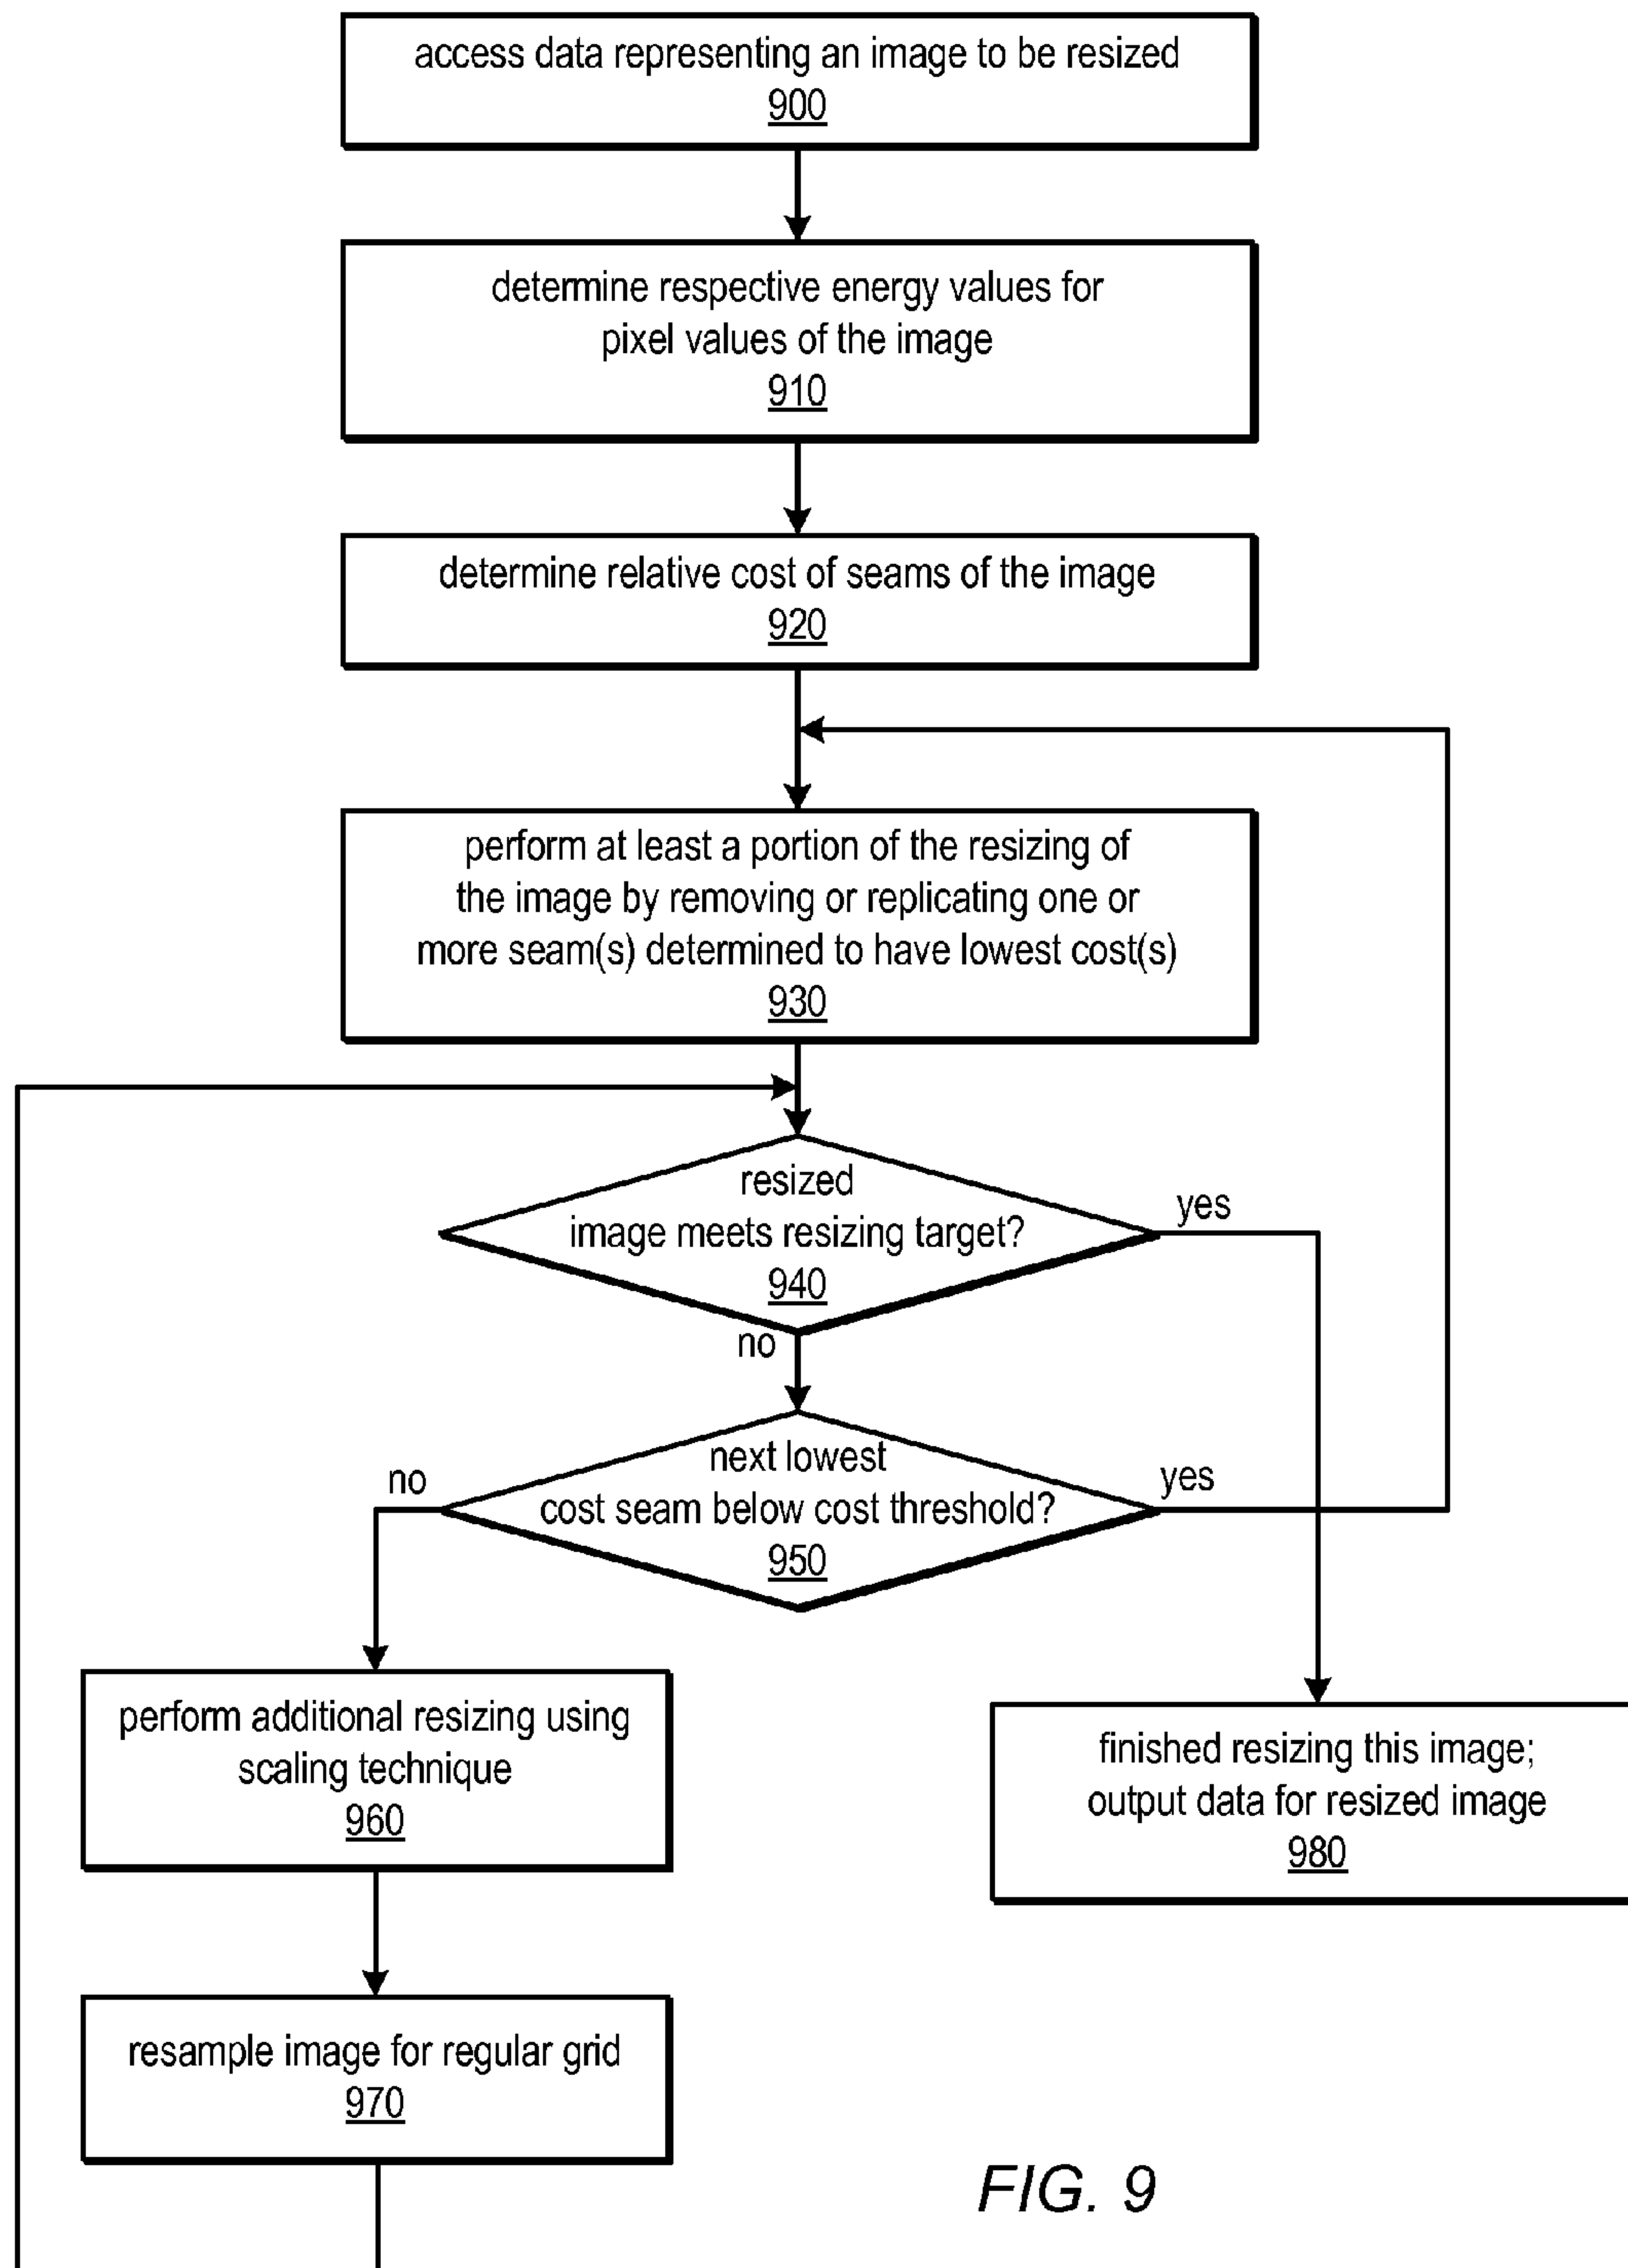 access data representing an image to be resized
900
determine respective energy values for
pixel values of the image
910
determine relative cost of seams of the image
920
perform at least a portion of the resizing of
the image by removing or replicating one or
more seam(s) determined to have lowest cost(s)
930
resized
image meets resizing target?
940
yes
no
next lowest
cost seam below cost threshold?
950
no
yes
perform additional resizing using
scaling technique
960
finished resizing this image;
output data for resized image
980
resample image for regular grid
970
FIG. 9